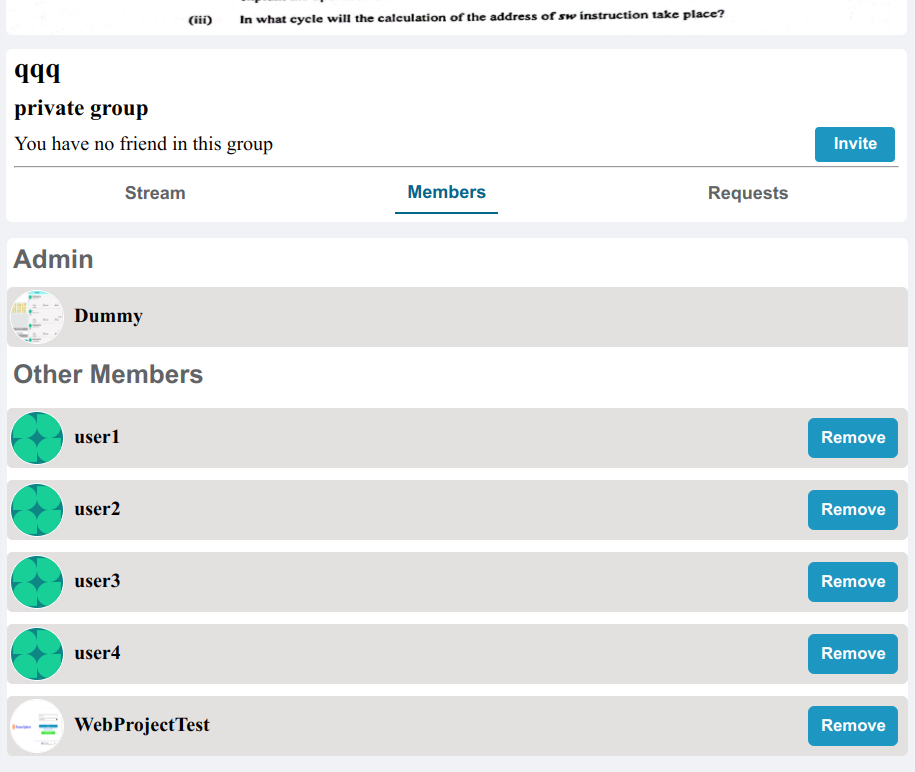 (iii) In what cycle will the calculation of the address of sw instruction take place?
qqq
private group
You have no friend in this group
Invite
Stream Members Requests
Admin
Dummy
Other Members
user1 Remove
user2 Remove
user3 Remove
user4 Remove
WebProjectTest Remove